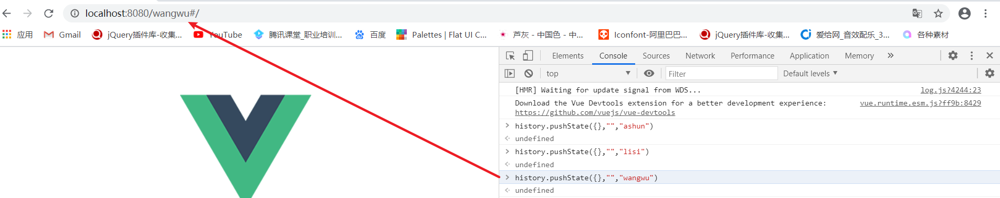 localhost:8080/wangwu#/
应用 Gmail jQuery插件库-收集... YouTube 腾讯课堂_职业培训... 百度 Palettes | Flat UI C... 芦灰 - 中国色 - 中... Iconfont-阿里巴巴... jQuery插件库-收集... 爱给网_音效配乐_3... 各种素材
Elements Console Sources Network Performance Application Memory »
top Filter Default levels
[HMR] Waiting for update signal from WDS... log.js?4244:23
Download the Vue Devtools extension for a better development experience: vue.runtime.esm.js?ff9b:8429
https://github.com/vuejs/vue-devtools
> history.pushState({},"","ashun")
undefined
> history.pushState({},"","lisi")
undefined
> history.pushState({},"","wangwu")
undefined